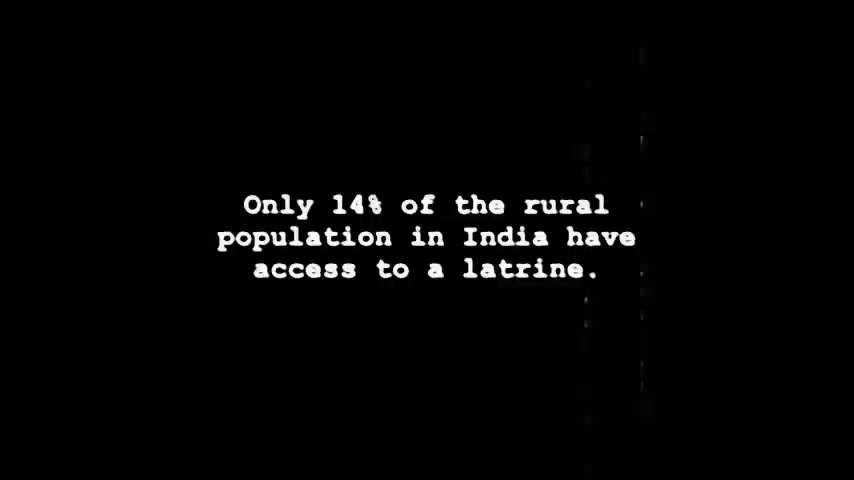 Only 14% of the rural
population in India have
access to a latrine.